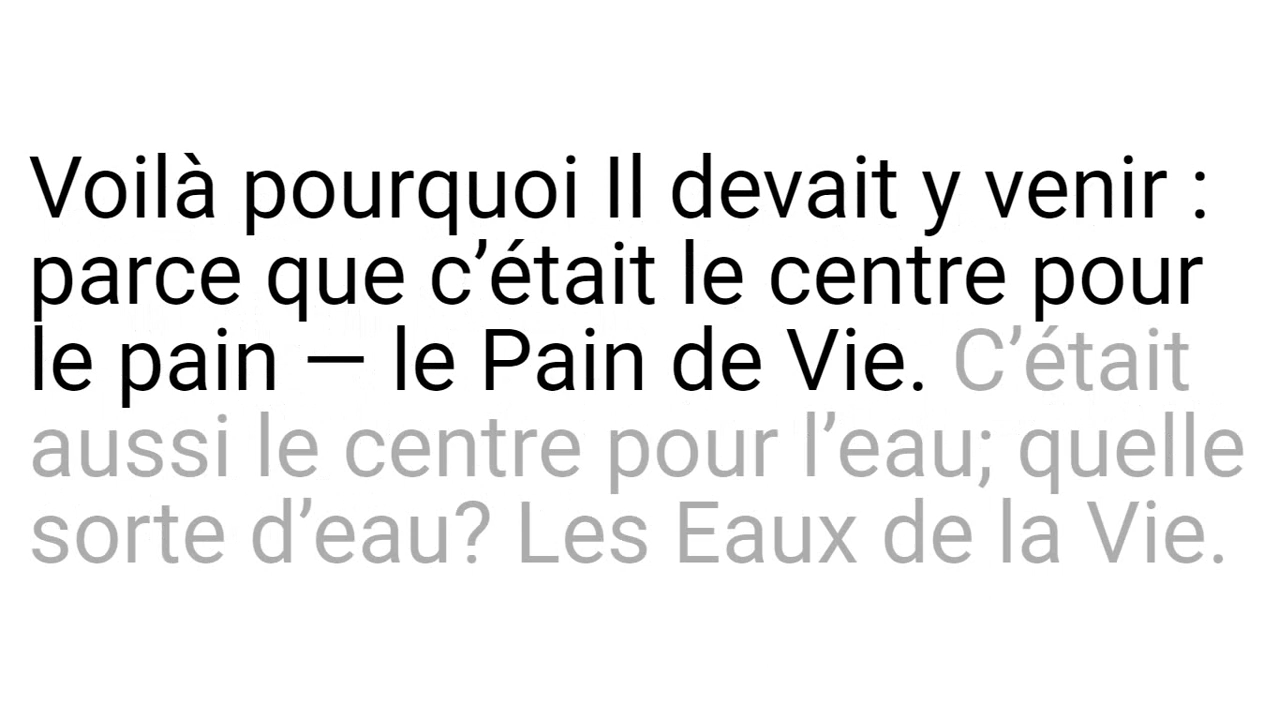 Voilà pourquoi Il devait y venir :
parce que c’était le centre pour
le pain — le Pain de Vie. C’était
aussi le centre pour l’eau; quelle
sorte d’eau? Les Eaux de la Vie.